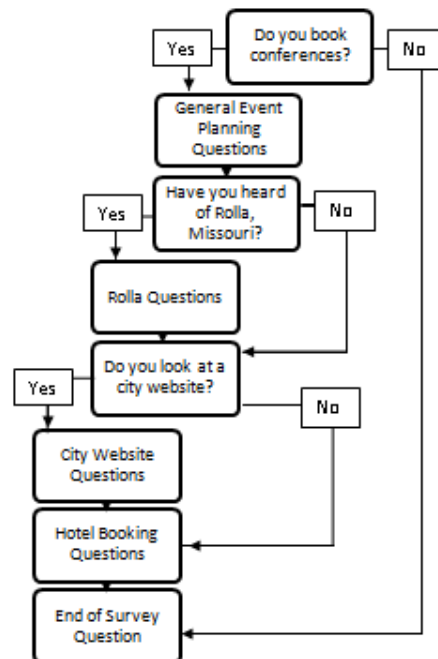 Do you book
conferences?
Yes
No
General Event
Planning
Questions
Have you heard
of Rolla,
Missouri?
Yes
No
Rolla Questions
Do you look at a
city website?
Yes
No
City Website
Questions
Hotel Booking
Questions
End of Survey
Question